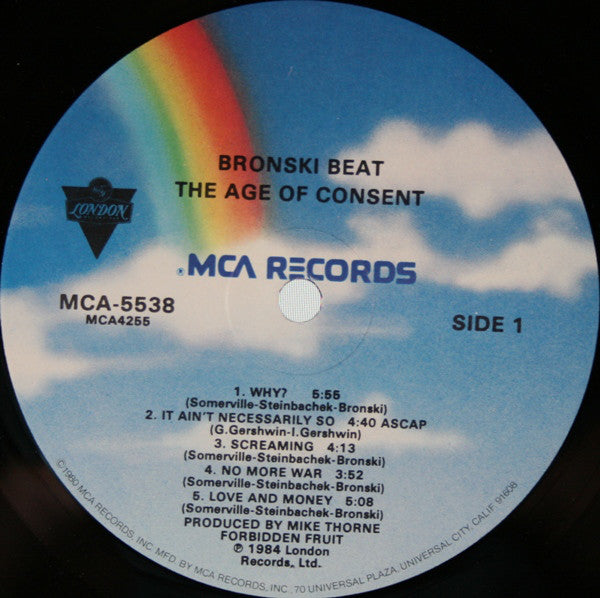 BRONSKI BEAT
THE AGE OF CONSENT
LONDON
®MCA RECORDS
MCA-5538
MCA4255
SIDE 1
1. WHY? 5:55
(Somerville-Steinbachek-Bronski)
2. IT AIN'T NECESSARILY SO 4:40 ASCAP
(G.Gershwin-I.Gershwin)
3. SCREAMING 4:13
(Somerville-Steinbachek-Bronski)
4. NO MORE WAR 3:52
(Somerville-Steinbachek-Bronski)
5. LOVE AND MONEY 5:08
(Somerville-Steinbachek-Bronski)
PRODUCED BY MIKE THORNE
FORBIDDEN FRUIT
℗ 1984 London
Records, Ltd.
©1980 MCA RECORDS, INC. MFD. BY MCA RECORDS, INC., 70 UNIVERSAL PLAZA, UNIVERSAL CITY, CALIF. 91608